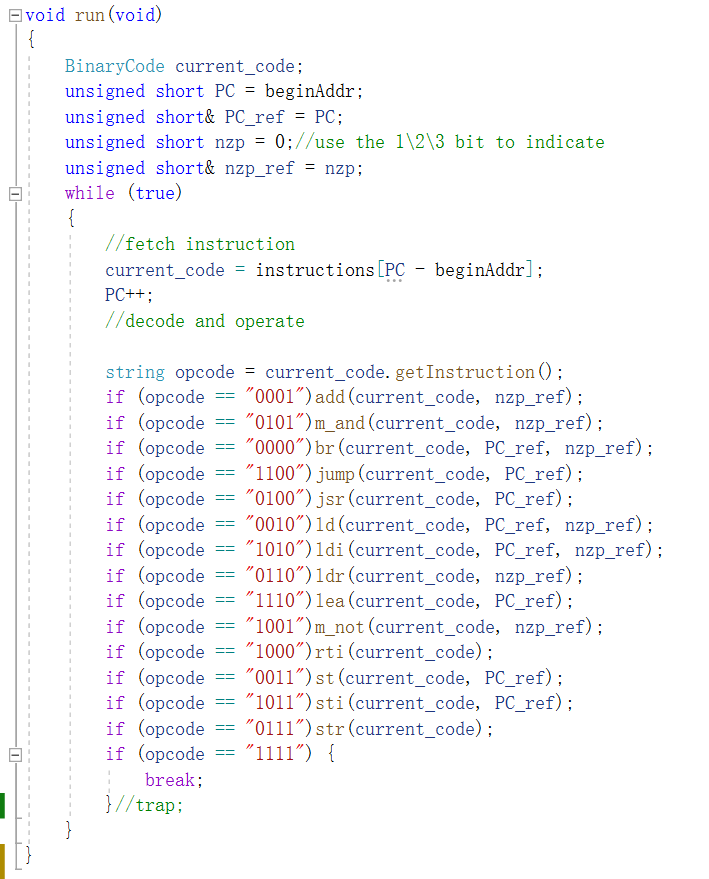 void run(void)
{
BinaryCode current_code;
unsigned short PC = beginAddr;
unsigned short& PC_ref = PC;
unsigned short nzp = 0;//use the 1\2\3 bit to indicate
unsigned short& nzp_ref = nzp;
while (true)
{
//fetch instruction
current_code = instructions[PC - beginAddr];
PC++;
//decode and operate
string opcode = current_code.getInstruction();
if (opcode == "0001")add(current_code, nzp_ref);
if (opcode == "0101")m_and(current_code, nzp_ref);
if (opcode == "0000")br(current_code, PC_ref, nzp_ref);
if (opcode == "1100")jump(current_code, PC_ref);
if (opcode == "0100")jsr(current_code, PC_ref);
if (opcode == "0010")ld(current_code, PC_ref, nzp_ref);
if (opcode == "1010")ldi(current_code, PC_ref, nzp_ref);
if (opcode == "0110")ldr(current_code, nzp_ref);
if (opcode == "1110")lea(current_code, PC_ref);
if (opcode == "1001")m_not(current_code, nzp_ref);
if (opcode == "1000")rti(current_code);
if (opcode == "0011")st(current_code, PC_ref);
if (opcode == "1011")sti(current_code, PC_ref);
if (opcode == "0111")str(current_code);
if (opcode == "1111") {
break;
}//trap;
}
}